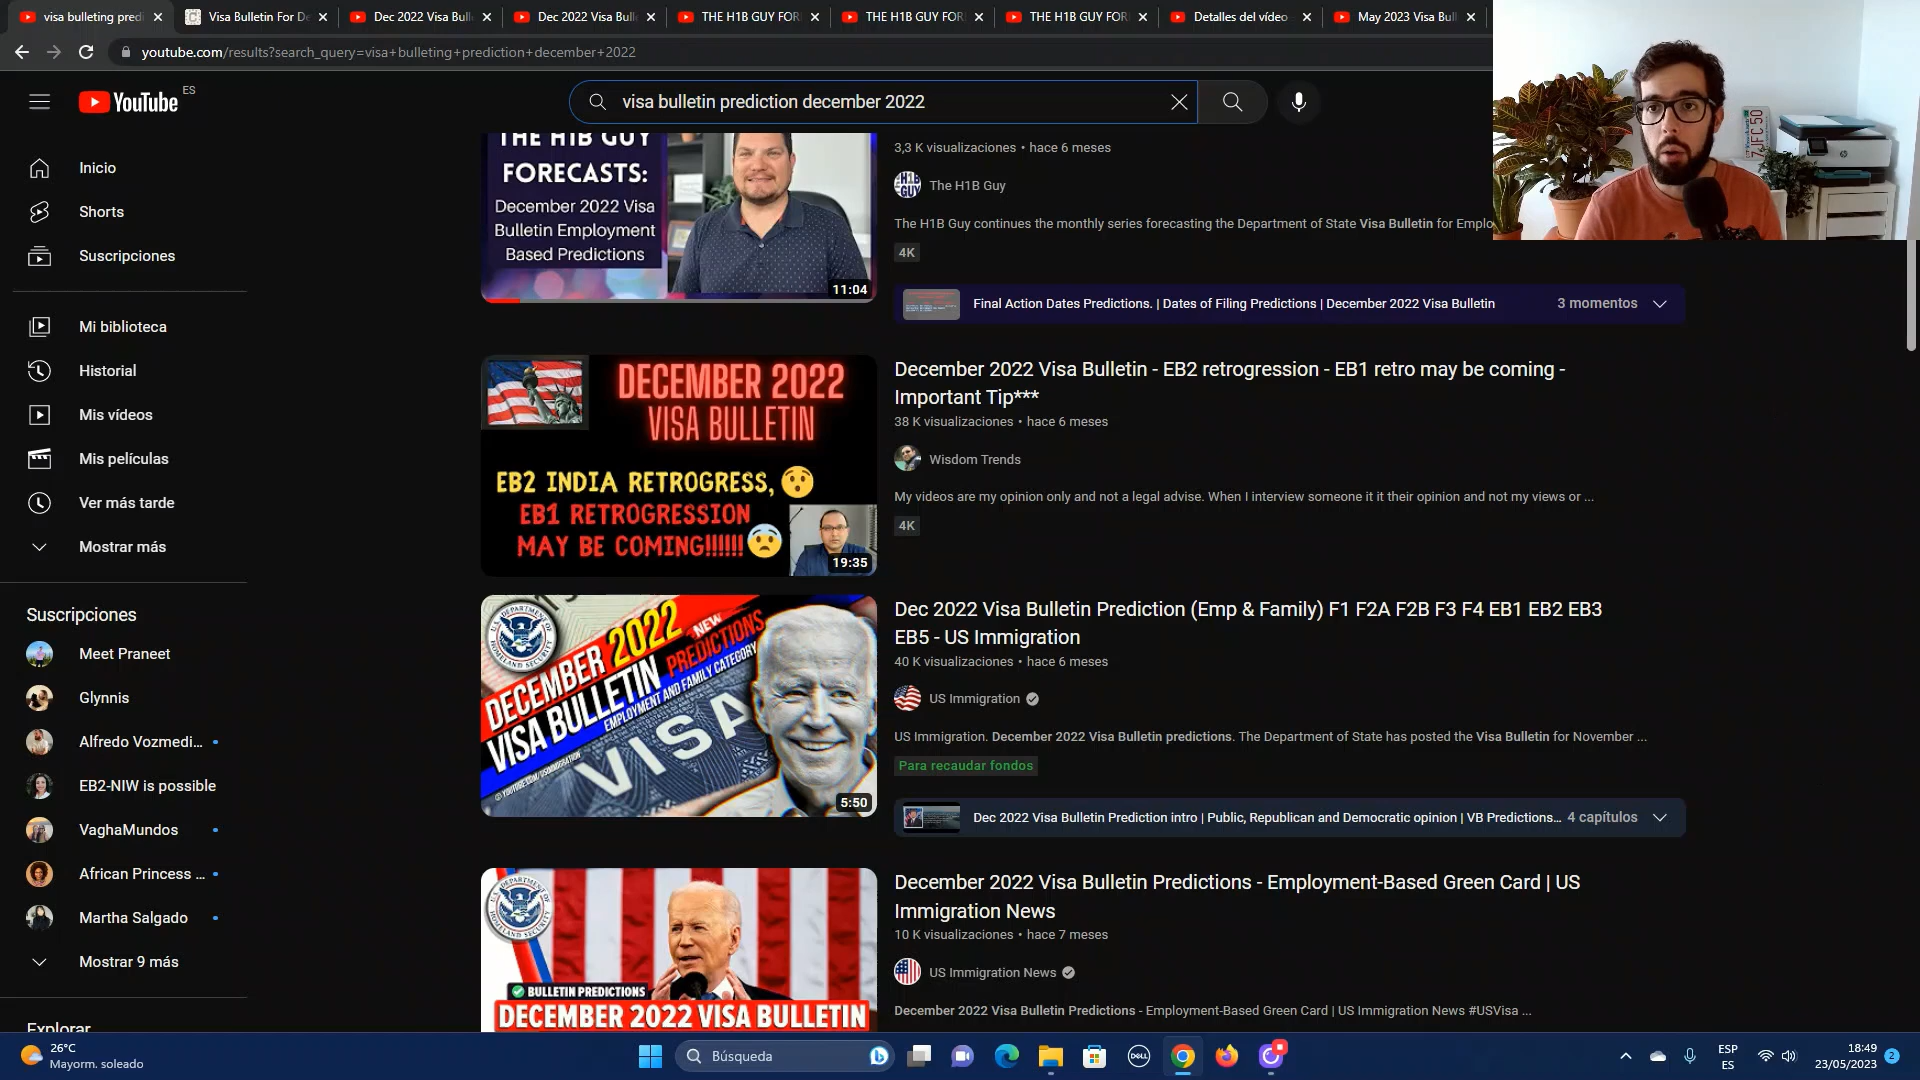 visa bulleting predi
Visa Bulletin For De
Dec 2022 Visa Bull
Dec 2022 Visa Bull
THE H1B GUY FOR
THE H1B GUY FOR
THE H1B GUY FOR
Detalles del vídeo
May 2023 Visa Bull
youtube.com/results?search_query=visa+bulleting+prediction+december+2022
YouTube ES
visa bulletin prediction december 2022
Inicio
Shorts
Suscripciones
Mi biblioteca
Historial
Mis vídeos
Mis películas
Ver más tarde
Mostrar más
Suscripciones
Meet Praneet
Glynnis
Alfredo Vozmedi...
EB2-NIW is possible
VaghaMundos
African Princess ...
Martha Salgado
Mostrar 9 más
Explorar
THE H1B GUY
FORECASTS:
December 2022 Visa
Bulletin Employment
Based Predictions
11:04
3,3 K visualizaciones • hace 6 meses
H1B
GUY
The H1B Guy
The H1B Guy continues the monthly series forecasting the Department of State Visa Bulletin for Emplo
4K
Final Action Dates Predictions. | Dates of Filing Predictions | December 2022 Visa Bulletin
3 momentos
DECEMBER 2022
VISA BULLETIN
EB2 INDIA RETROGRESS,
EB1 RETROGRESSION
MAY BE COMING!!!!!!
19:35
December 2022 Visa Bulletin - EB2 retrogression - EB1 retro may be coming -
Important Tip***
38 K visualizaciones • hace 6 meses
Wisdom Trends
My videos are my opinion only and not a legal advise. When I interview someone it it their opinion and not my views or ...
4K
DECEMBER 2022
VISA BULLETIN
NEW
PREDICTIONS
EMPLOYMENT AND FAMILY CATEGORY
VISA
5:50
Dec 2022 Visa Bulletin Prediction (Emp & Family) F1 F2A F2B F3 F4 EB1 EB2 EB3
EB5 - US Immigration
40 K visualizaciones • hace 6 meses
US Immigration
US Immigration. December 2022 Visa Bulletin predictions. The Department of State has posted the Visa Bulletin for November ...
Para recaudar fondos
Dec 2022 Visa Bulletin Prediction intro | Public, Republican and Democratic opinion | VB Predictions...
4 capítulos
BULLETIN PREDICTIONS
DECEMBER 2022 VISA BULLETIN
December 2022 Visa Bulletin Predictions - Employment-Based Green Card | US
Immigration News
10 K visualizaciones • hace 7 meses
US Immigration News
December 2022 Visa Bulletin Predictions - Employment-Based Green Card | US Immigration News #USVisa ...
26°C
Mayorm. soleado
Búsqueda
DELL
ESP
ES
18:49
23/05/2023
2